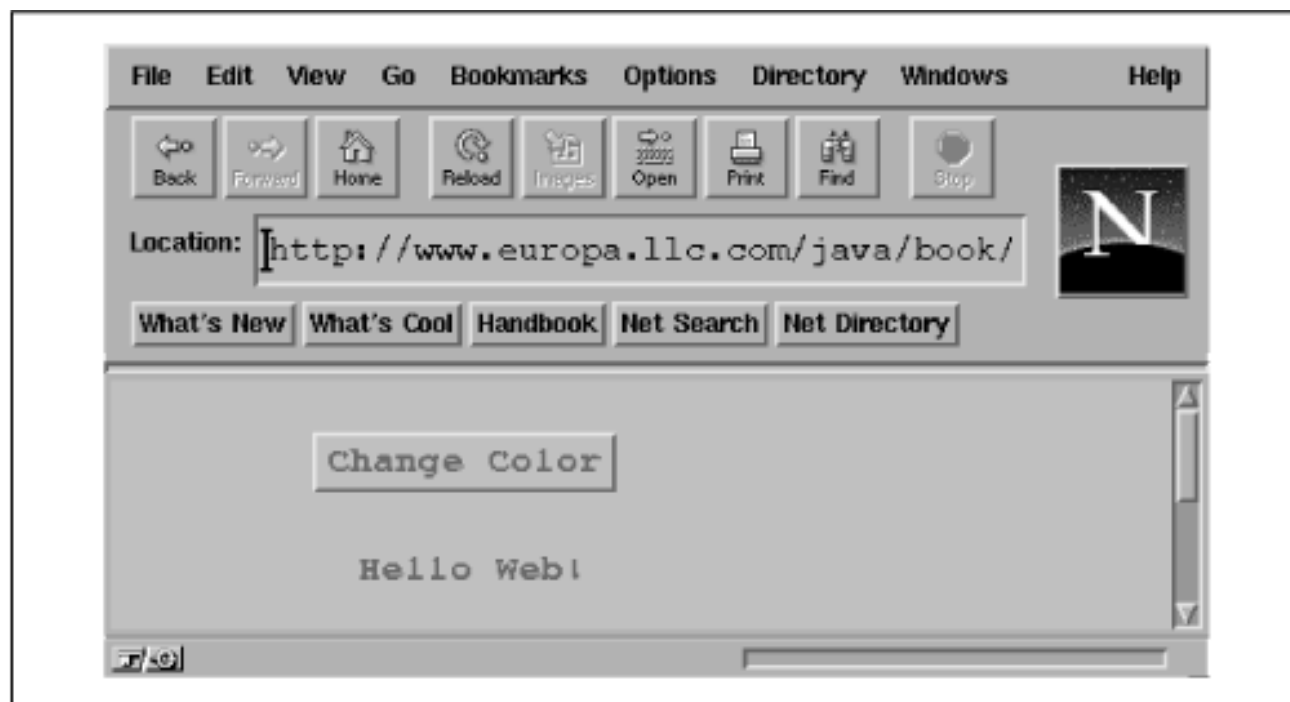 File Edit View Go Bookmarks Options Directory Windows Help
Back Forward Home Reload Images Open Print Find Stop
Location: http://www.europa.llc.com/java/book/
N
What's New What's Cool Handbook Net Search Net Directory
Change Color
Hello Web!